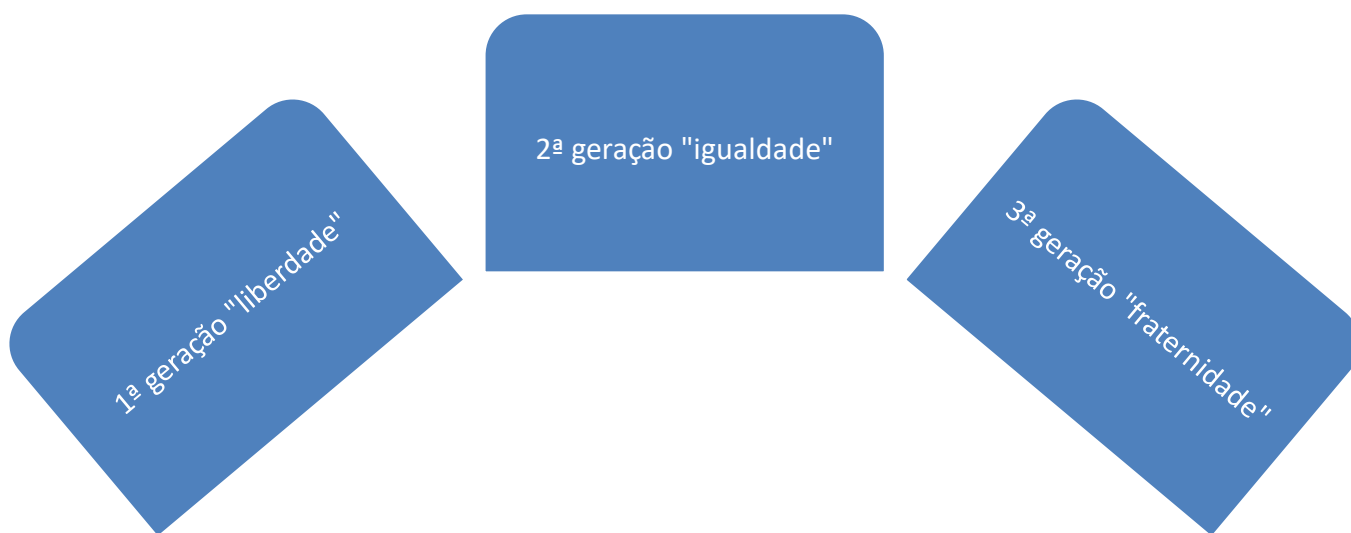 1ª geração "liberdade"
2ª geração "igualdade"
3ª geração "fraternidade"